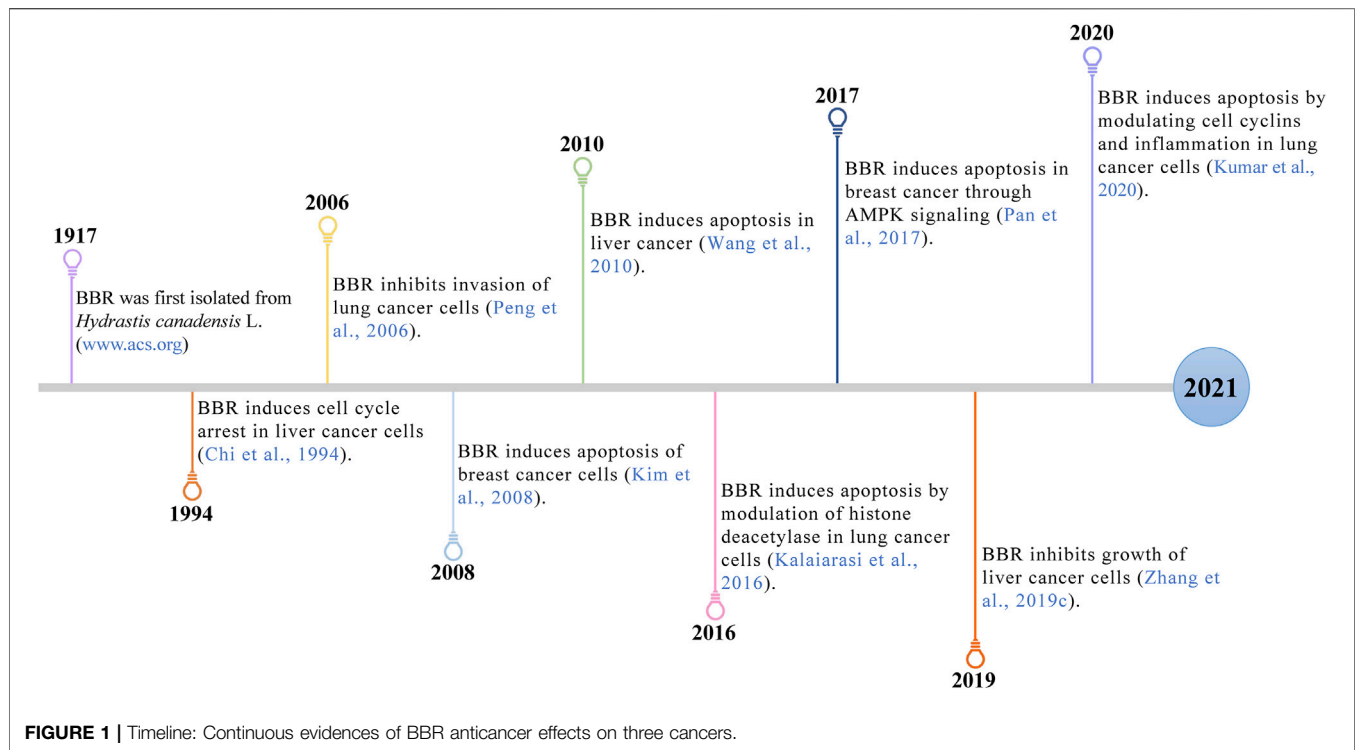 1917
BBR was first isolated from
Hydrastis canadensis L.
(www.acs.org)
BBR induces cell cycle
arrest in liver cancer cells
(Chi et al., 1994).
1994
2006
BBR inhibits invasion of
lung cancer cells (Peng et
al., 2006).
BBR induces apoptosis of
breast cancer cells (Kim et
al., 2008).
2008
2010
BBR induces apoptosis in
liver cancer (Wang et al.,
2010).
BBR induces apoptosis by
modulation of histone
deacetylase in lung cancer
cells (Kalaiarasi et al.,
2016).
2016
2017
BBR induces apoptosis in
breast cancer through
AMPK signaling (Pan et
al., 2017).
BBR inhibits growth of
liver cancer cells (Zhang et
al., 2019c).
2019
2020
BBR induces apoptosis by
modulating cell cyclins
and inflammation in lung
cancer cells (Kumar et al.,
2020).
2021
FIGURE 1 | Timeline: Continuous evidences of BBR anticancer effects on three cancers.